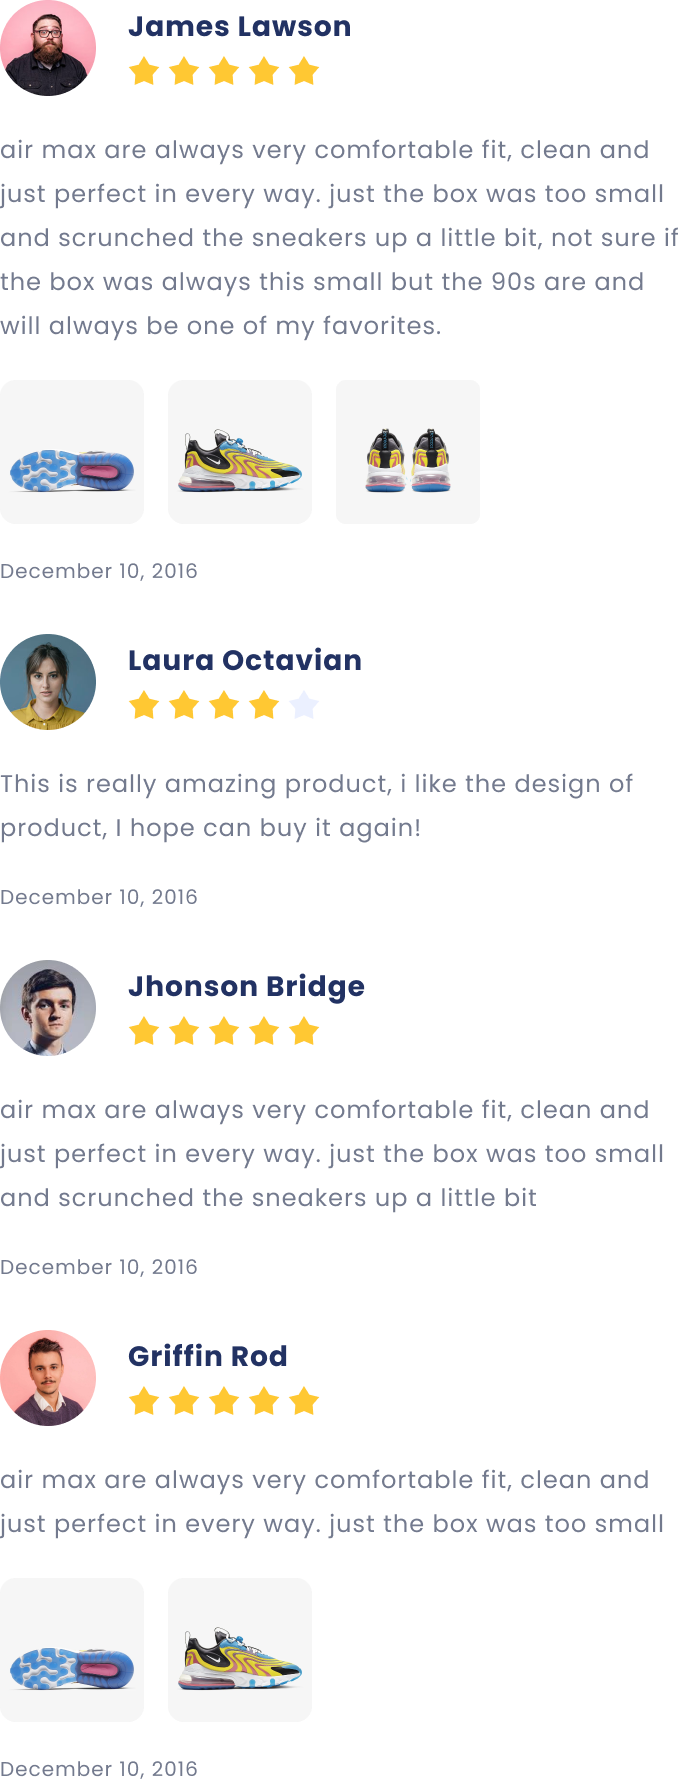 James Lawson
air max are always very comfortable fit, clean and
just perfect in every way. just the box was too small
and scrunched the sneakers up a little bit, not sure if
the box was always this small but the 90s are and
will always be one of my favorites.
December 10, 2016
Laura Octavian
This is really amazing product, i like the design of
product, I hope can buy it again!
December 10, 2016
Jhonson Bridge
air max are always very comfortable fit, clean and
just perfect in every way. just the box was too small
and scrunched the sneakers up a little bit
December 10, 2016
Griffin Rod
air max are always very comfortable fit, clean and
just perfect in every way. just the box was too small
December 10, 2016